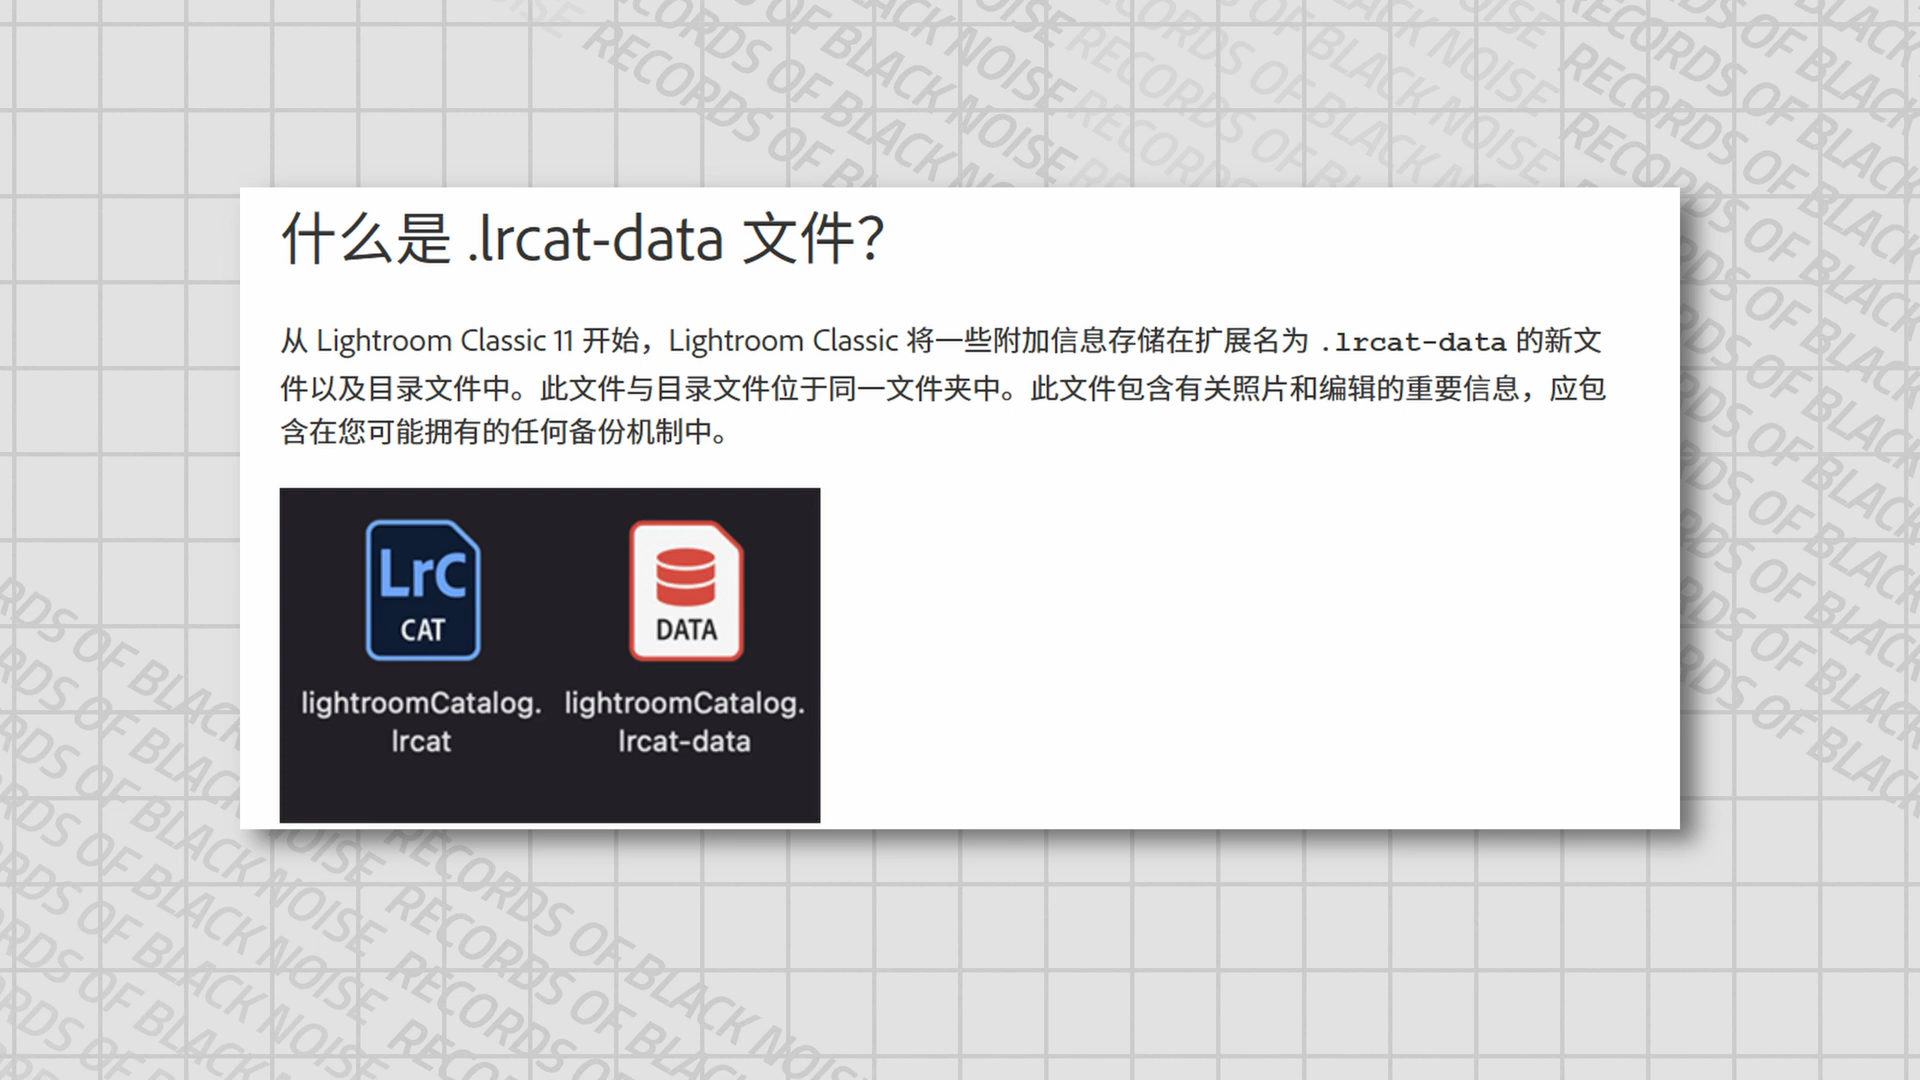 什么是 .lrcat-data 文件？
从 Lightroom Classic 11 开始，Lightroom Classic 将一些附加信息存储在扩展名为 .lrcat-data 的新文
件以及目录文件中。此文件与目录文件位于同一文件夹中。此文件包含有关照片和编辑的重要信息，应包
含在您可能拥有的任何备份机制中。
LrC
CAT
lightroomCatalog.
lrcat
DATA
lightroomCatalog.
lrcat-data
RECORDS OF BLACK NOISE